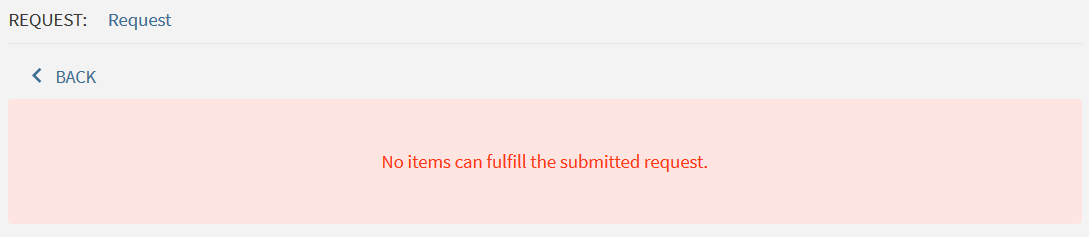 REQUEST: Request
BACK
No items can fulfill the submitted request.